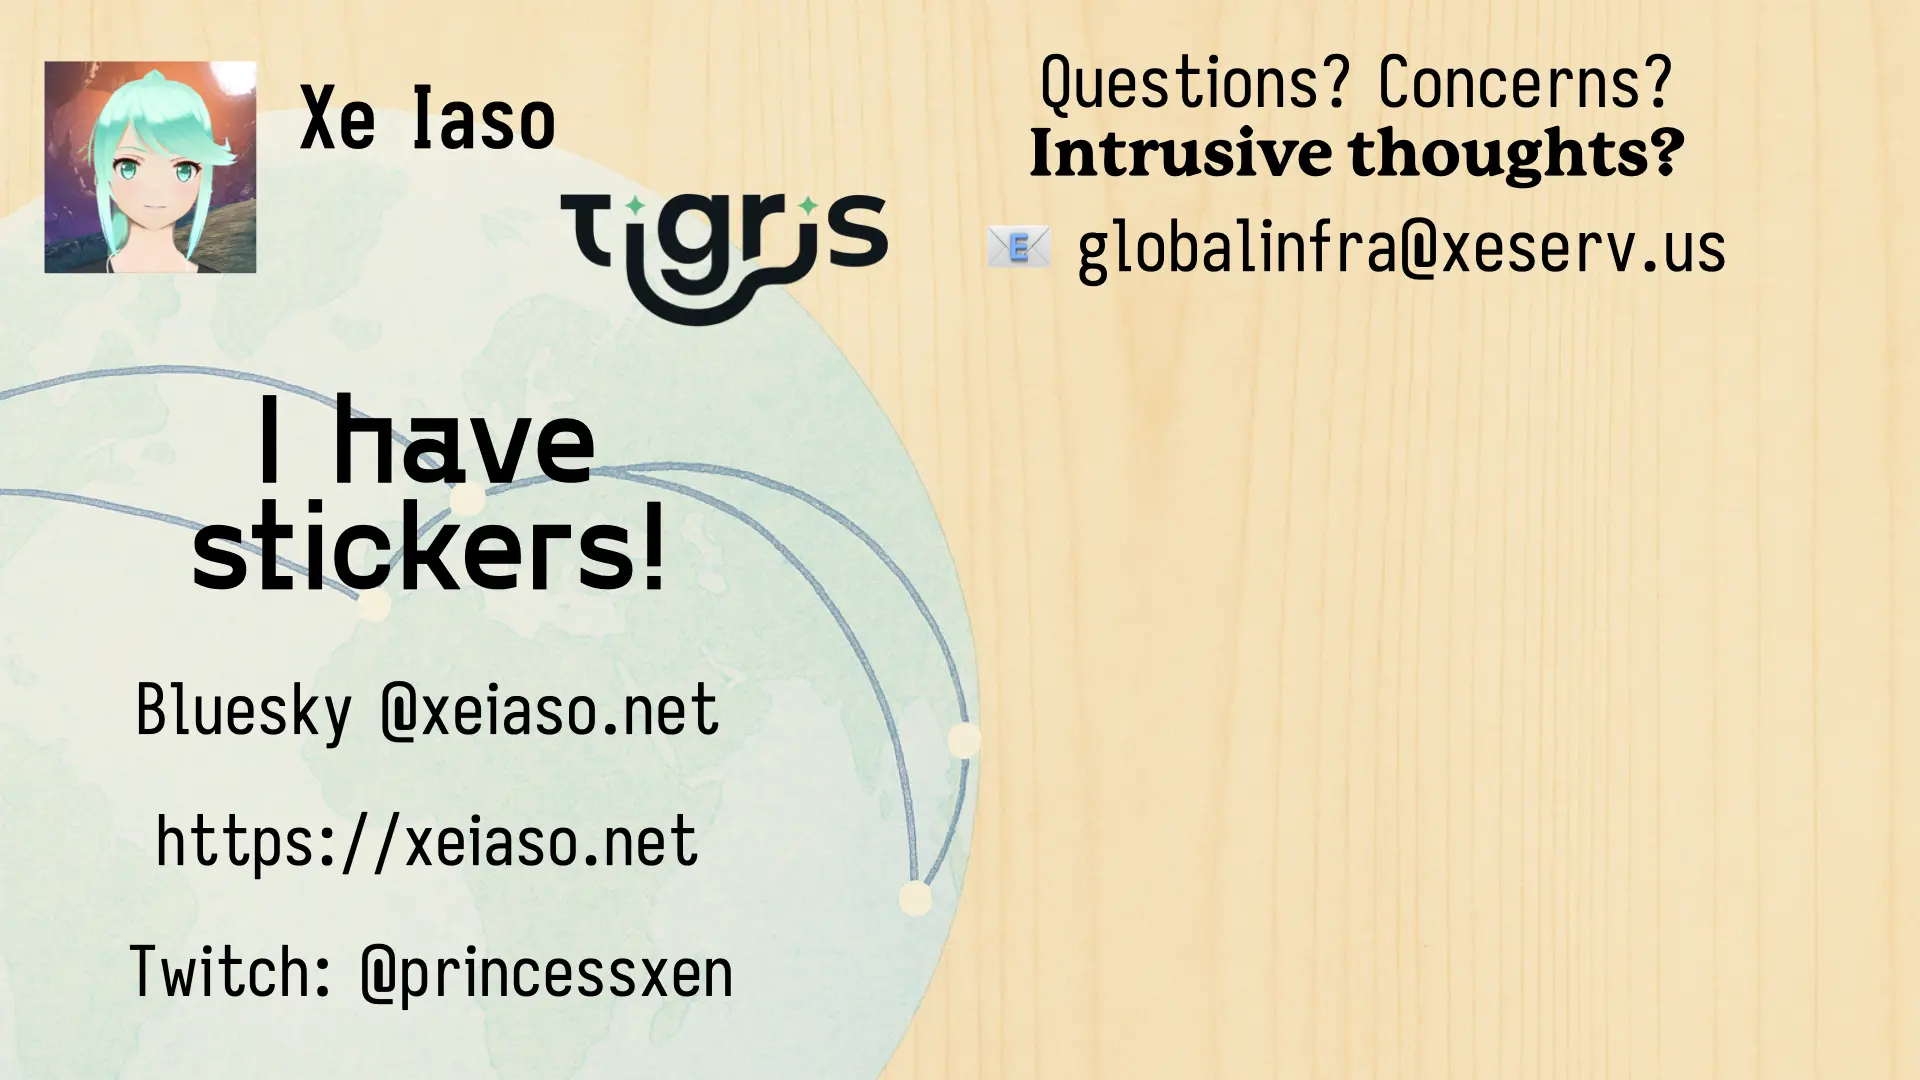 Xe Iaso
tigris
I have
stickers!
Bluesky @xeiaso.net
https://xeiaso.net
Twitch: @princessxen
Questions? Concerns?
Intrusive thoughts?
📧 globalinfra@xeserv.us